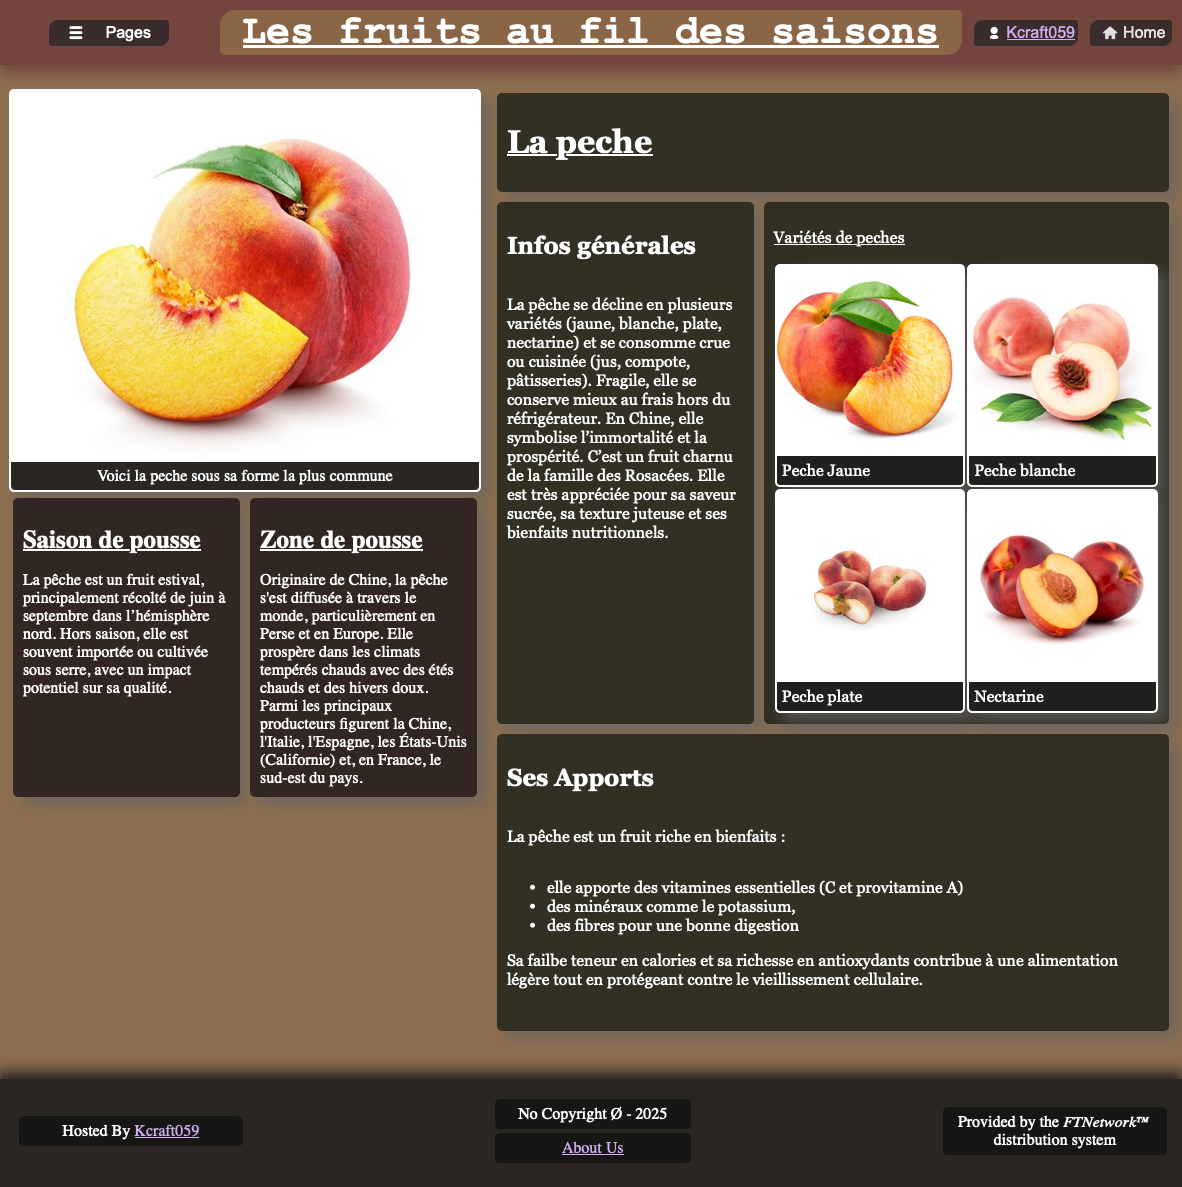 Pages
Les fruits au fil des saisons
Kcraft059
Home
Voici la peche sous sa forme la plus commune
Saison de pousse
La pêche est un fruit estival,
principalement récolté de juin à
septembre dans l’hémisphère
nord. Hors saison, elle est
souvent importée ou cultivée
sous serre, avec un impact
potentiel sur sa qualité.
Zone de pousse
Originaire de Chine, la pêche
s'est diffusée à travers le
monde, particulièrement en
Perse et en Europe. Elle
prospère dans les climats
tempérés chauds avec des étés
chauds et des hivers doux.
Parmi les principaux
producteurs figurent la Chine,
l'Italie, l'Espagne, les États-Unis
(Californie) et, en France, le
sud-est du pays.
La peche
Infos générales
La pêche se décline en plusieurs
variétés (jaune, blanche, plate,
nectarine) et se consomme crue
ou cuisinée (jus, compote,
pâtisseries). Fragile, elle se
conserve mieux au frais hors du
réfrigérateur. En Chine, elle
symbolise l’immortalité et la
prospérité. C’est un fruit charnu
de la famille des Rosacées. Elle
est très appréciée pour sa saveur
sucrée, sa texture juteuse et ses
bienfaits nutritionnels.
Variétés de peches
Peche Jaune
Peche blanche
Peche plate
Nectarine
Ses Apports
La pêche est un fruit riche en bienfaits :
• elle apporte des vitamines essentielles (C et provitamine A)
• des minéraux comme le potassium,
• des fibres pour une bonne digestion
Sa failbe teneur en calories et sa richesse en antioxydants contribue à une alimentation
légère tout en protégeant contre le vieillissement cellulaire.
Hosted By Kcraft059
No Copyright Ø - 2025
About Us
Provided by the FTNetwork™
distribution system